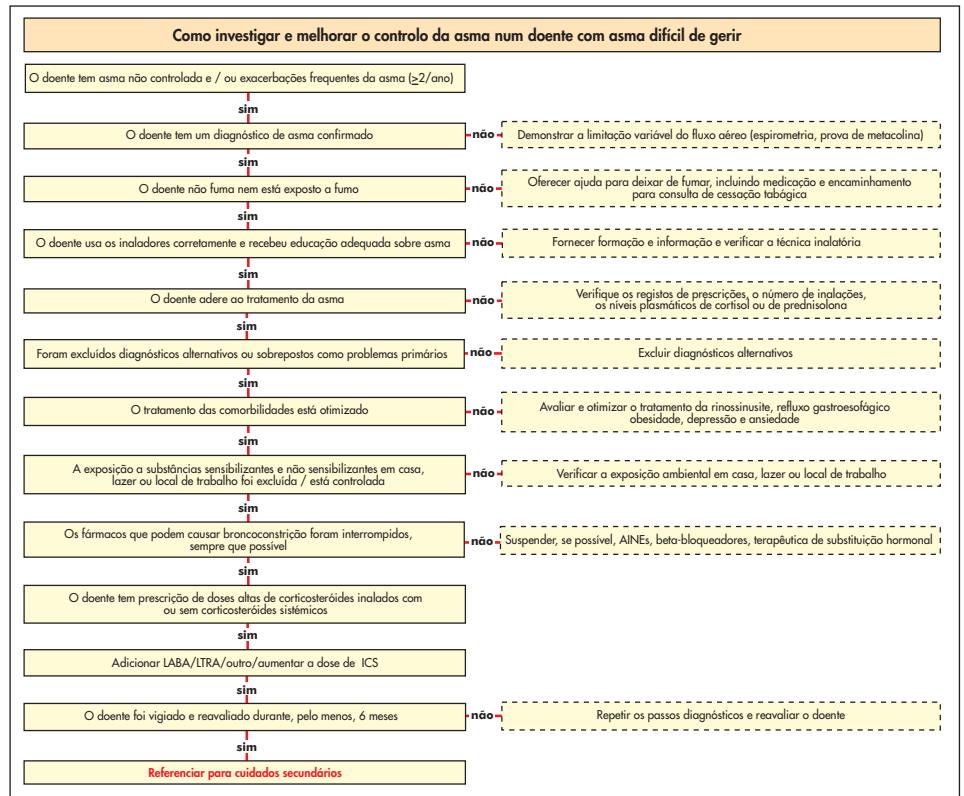 Como investigar e melhorar o controlo da asma num doente com asma difícil de gerir
O doente tem asma não controlada e / ou exacerbações frequentes da asma (≥2/ano)
sim
O doente tem um diagnóstico de asma confirmado
não
Demonstrar a limitação variável do fluxo aéreo (espirometria, prova de metacolina)
sim
O doente não fuma nem está exposto a fumo
não
Oferecer ajuda para deixar de fumar, incluindo medicação e encaminhamento
para consulta de cessação tabágica
sim
O doente usa os inaladores corretamente e recebeu educação adequada sobre asma
não
Fornecer formação e informação e verificar a técnica inalatória
sim
O doente adere ao tratamento da asma
não
Verifique os registos de prescrições, o número de inalações,
os níveis plasmáticos de cortisol ou de prednisolona
sim
Foram excluídos diagnósticos alternativos ou sobrepostos como problemas primários
não
Excluir diagnósticos alternativos
sim
O tratamento das comorbilidades está otimizado
não
Avaliar e otimizar o tratamento da rinossinusite, refluxo gastroesofágico
obesidade, depressão e ansiedade
sim
A exposição a substâncias sensibilizantes e não sensibilizantes em casa,
lazer ou local de trabalho foi excluída / está controlada
não
Verificar a exposição ambiental em casa, lazer ou local de trabalho
sim
Os fármacos que podem causar broncoconstrição foram interrompidos,
sempre que possível
não
Suspender, se possível, AINEs, beta-bloqueadores, terapêutica de substituição hormonal
sim
O doente tem prescrição de doses altas de corticosteróides inalados com
ou sem corticosteróides sistémicos
sim
Adicionar LABA/LTRA/outro/aumentar a dose de ICS
sim
O doente foi vigiado e reavaliado durante, pelo menos, 6 meses
não
Repetir os passos diagnósticos e reavaliar o doente
sim
Referenciar para cuidados secundários